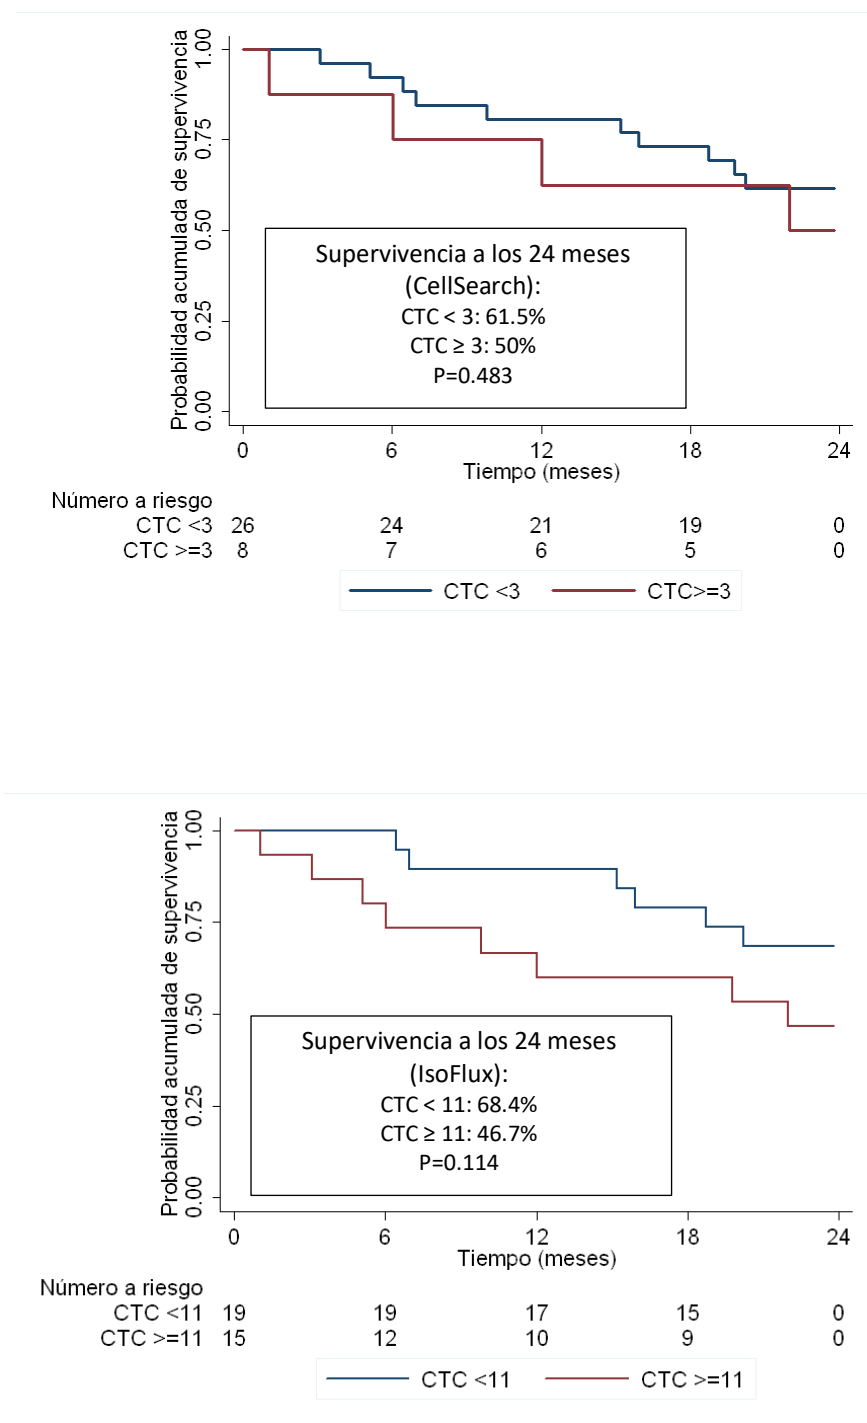 Probabilidad acumulada de supervivencia
1.00
0.75
0.50
0.25
0.00
Supervivencia a los 24 meses
(CellSearch):
CTC < 3: 61.5%
CTC ≥ 3: 50%
P=0.483
0 6 12 18 24
Tiempo (meses)
Número a riesgo
CTC <3 26 24 21 19 0
CTC >=3 8 7 6 5 0
CTC <3 CTC>=3
Probabilidad acumulada de supervivencia
1.00
0.75
0.50
0.25
0.00
Supervivencia a los 24 meses
(IsoFlux):
CTC < 11: 68.4%
CTC ≥ 11: 46.7%
P=0.114
0 6 12 18 24
Tiempo (meses)
Número a riesgo
CTC <11 19 19 17 15 0
CTC >=11 15 12 10 9 0
CTC <11 CTC >=11